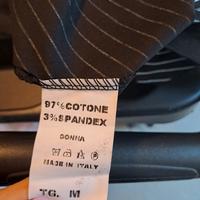 97%COTONE
3%SPANDEX
DONNA
MADE IN ITALY
TG. M